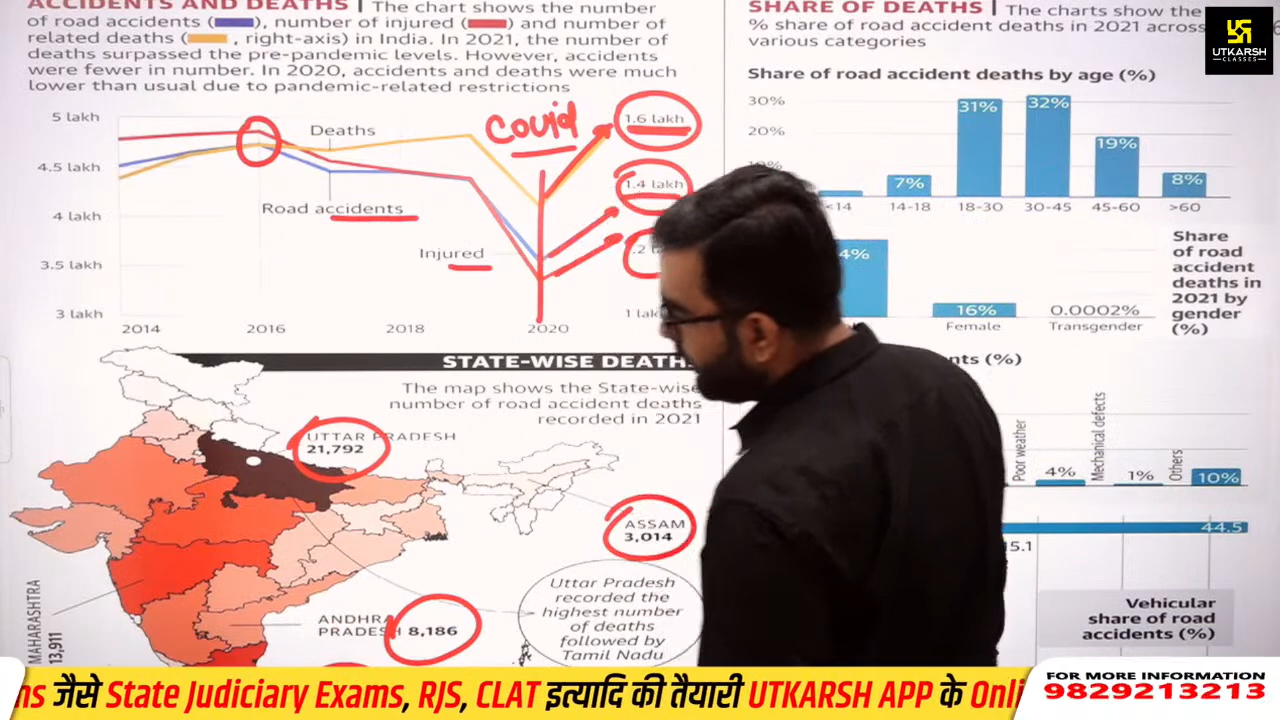 ACCIDENTS AND DEATHS | The chart shows the number
of road accidents ( ), number of injured ( ) and number of
related deaths ( , right-axis) in India. In 2021, the number of
deaths surpassed the pre-pandemic levels. However, accidents
were fewer in number. In 2020, accidents and deaths were much
lower than usual due to pandemic-related restrictions
5 lakh
4.5 lakh
4 lakh
3.5 lakh
3 lakh
Deaths
Road accidents
Injured
Covid
1.6 lakh
1.4 lakh
2014
2016
2018
2020
SHARE OF DEATHS | The charts show the
% share of road accident deaths in 2021 across
various categories
UTKARSH
CLASSES
Share of road accident deaths by age (%)
30%
20%
10%
7%
31%
32%
19%
8%
14-18
18-30
30-45
45-60
>60
4%
16%
0.0002%
Female
Transgender
Share
of road
accident
deaths in
2021 by
gender
(%)
STATE-WISE
The map shows the State-wise
number of road accident deaths
recorded in 2021
UTTAR PRADESH
21,792
ASSAM
3,014
MAHARASHTRA
13,911
ANDHRA
PRADESH 8,186
Uttar Pradesh
recorded the
highest number
of deaths
followed by
Tamil Nadu
(%)
Poor weather
4%
Mechanical defects
1%
Others
10%
44.5
15.1
Vehicular
share of road
accidents (%)
जैसे State Judiciary Exams, RJS, CLAT इत्यादि की तैयारी UTKARSH APP के
FOR MORE INFORMATION
9829213213